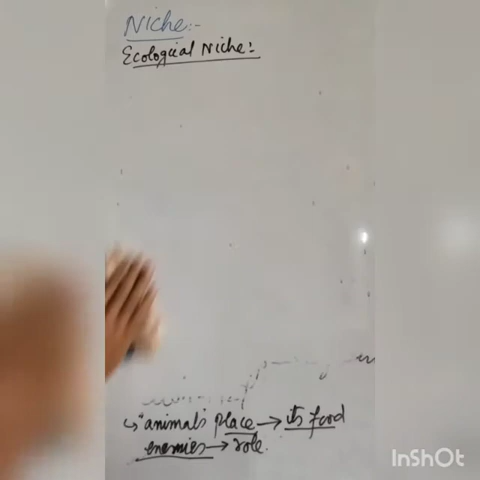 Niche:-
Ecological Niche:
↳ "animal's place → its food
enemies → role.
InShOt